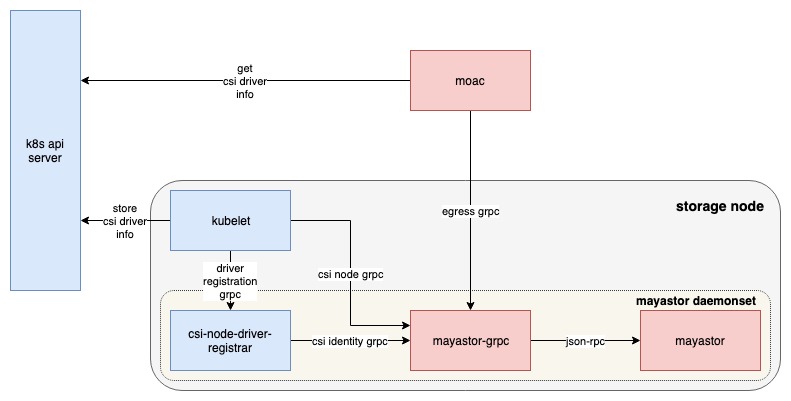 get
csi driver
info
moac
k8s api
server
storage node
store
csi driver
info
kubelet
egress grpc
driver
registration
grpc
csi node grpc
mayastor daemonset
csi-node-driver-
registrar
csi identity grpc
mayastor-grpc
json-rpc
mayastor